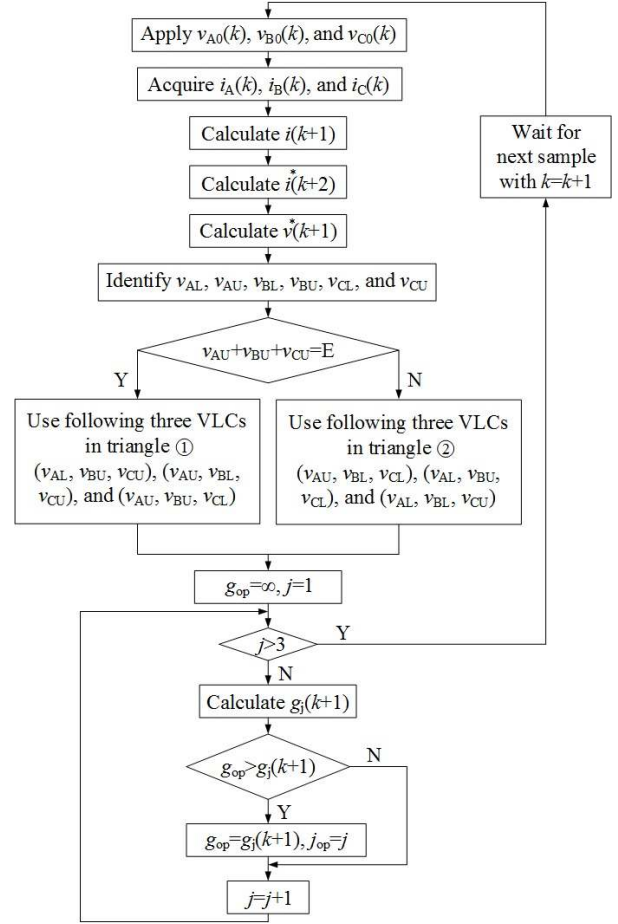 Apply vA0(k), vB0(k), and vC0(k)
Acquire iA(k), iB(k), and iC(k)
Calculate i(k+1)
Calculate i*(k+2)
Calculate v*(k+1)
Identify vAL, vAU, vBL, vBU, vCL, and vCU
vAU+vBU+vCU=E
Y
N
Use following three VLCs
in triangle ①
(vAL, vBU, vCU), (vAU, vBL,
vCU), and (vAU, vBU, vCL)
Use following three VLCs
in triangle ②
(vAU, vBL, vCL), (vAL, vBU,
vCL), and (vAL, vBL, vCU)
gop=∞, j=1
j>3
Y
N
Calculate gj(k+1)
gop>gj(k+1)
N
Y
gop=gj(k+1), jop=j
j=j+1
Wait for
next sample
with k=k+1